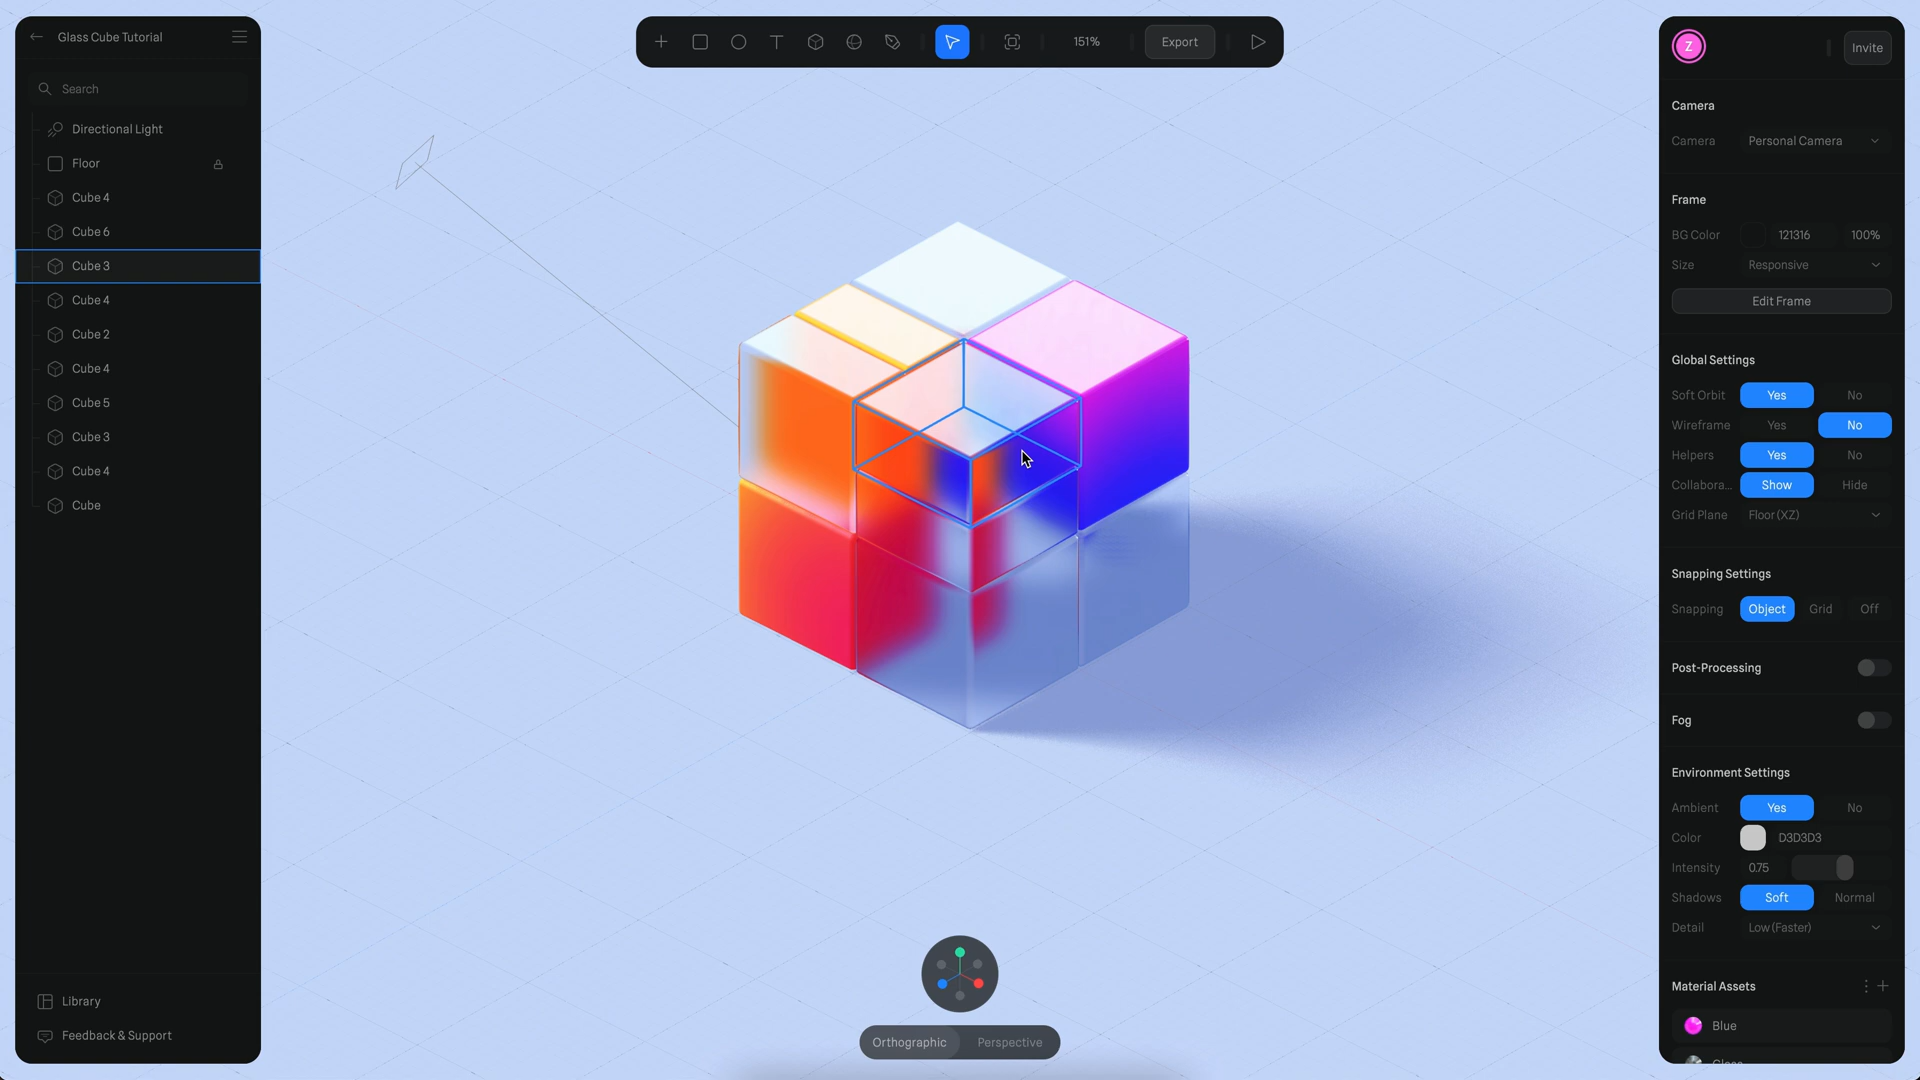 Glass Cube Tutorial
Search
Directional Light
Floor
Cube 4
Cube 6
Cube 3
Cube 4
Cube 2
Cube 4
Cube 5
Cube 3
Cube 4
Cube
Library
Feedback & Support
151%
Export
Orthographic
Perspective
Z
Invite
Camera
Camera Personal Camera
Frame
BG Color 121316 100%
Size Responsive
Edit Frame
Global Settings
Soft Orbit Yes No
Wireframe Yes No
Helpers Yes No
Collabora... Show Hide
Grid Plane Floor (XZ)
Snapping Settings
Snapping Object Grid Off
Post-Processing
Fog
Environment Settings
Ambient Yes No
Color D3D3D3
Intensity 0.75
Shadows Soft Normal
Detail Low (Faster)
Material Assets
Blue